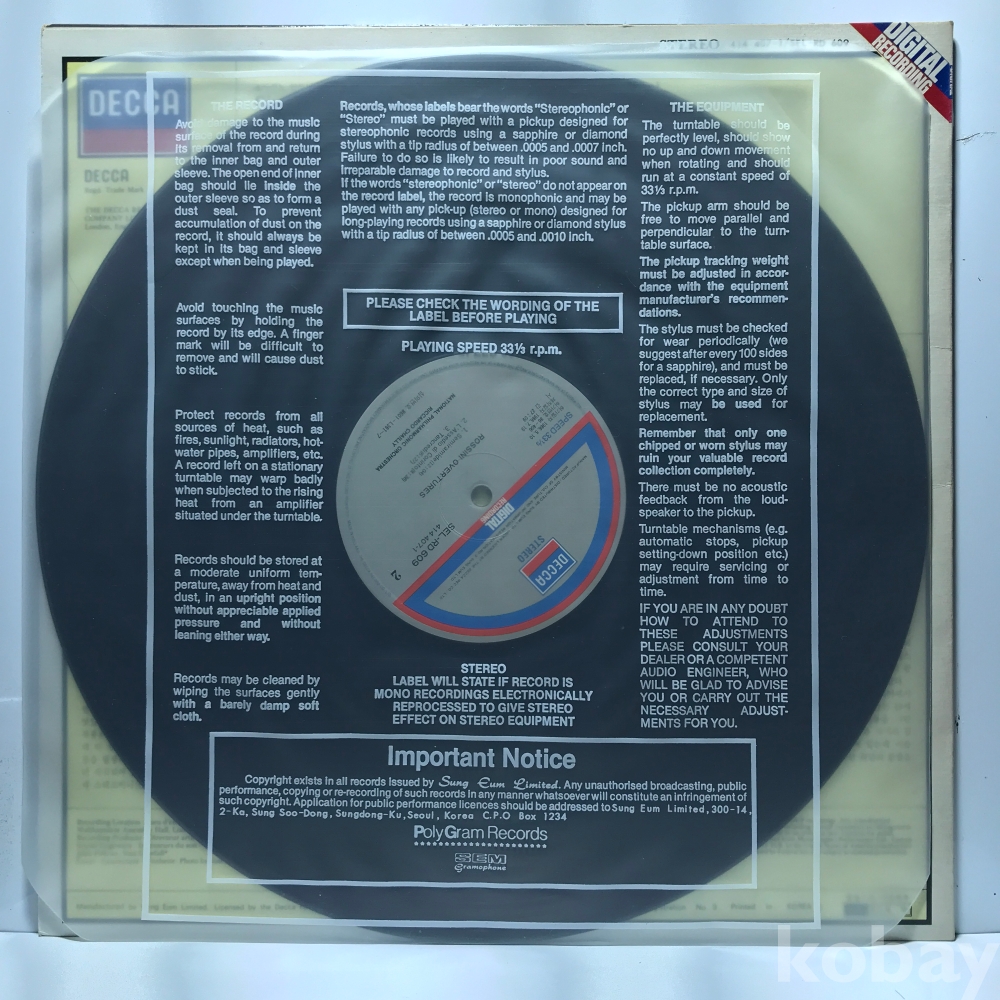 STEREO
DIGITAL
RECORDING
DECCA
DECCA
THE RECORD
Avoid damage to the music
surface of the record during
its removal from and return
to the inner bag and outer
sleeve. The open end of inner
bag should lie inside the
outer sleeve so as to form a
dust seal. To prevent
accumulation of dust on the
record, it should always be
kept in its bag and sleeve
except when being played.
Avoid touching the music
surfaces by holding the
record by its edge. A finger
mark will be difficult to
remove and will cause dust
to stick.
Protect records from all
sources of heat, such as
fires, sunlight, radiators, hot-
water pipes, amplifiers, etc.
A record left on a stationary
turntable may warp badly
when subjected to the rising
heat from an amplifier
situated under the turntable.
Records should be stored at
a moderate uniform tem-
perature, away from heat and
dust, in an upright position
without appreciable applied
pressure and without
leaning either way.
Records may be cleaned by
wiping the surfaces gently
with a barely damp soft
cloth.
Records, whose labels bear the words "Stereophonic" or
"Stereo" must be played with a pickup designed for
stereophonic records using a sapphire or diamond
stylus with a tip radius of between .0005 and .0007 inch.
Failure to do so is likely to result in poor sound and
irreparable damage to record and stylus.
If the words "stereophonic" or "stereo" do not appear on
the record label, the record is monophonic and may be
played with any pick-up (stereo or mono) designed for
long-playing records using a sapphire or diamond stylus
with a tip radius of between .0005 and .0010 inch.
PLEASE CHECK THE WORDING OF THE
LABEL BEFORE PLAYING
PLAYING SPEED 33⅓ r.p.m.
SPEED 33⅓
ROSSINI OVERTURES
NATIONAL PHILHARMONIC ORCHESTRA
RICCARDO CHAILLY
SEL-RD 609
414 407-1
2
DIGITAL
RECORDING
STEREO
DECCA
STEREO
LABEL WILL STATE IF RECORD IS
MONO RECORDINGS ELECTRONICALLY
REPROCESSED TO GIVE STEREO
EFFECT ON STEREO EQUIPMENT
THE EQUIPMENT
The turntable should be
perfectly level, should show
no up and down movement
when rotating and should
run at a constant speed of
33⅓ r.p.m.
The pickup arm should be
free to move parallel and
perpendicular to the turn-
table surface.
The pickup tracking weight
must be adjusted in accor-
dance with the equipment
manufacturer's recommen-
dations.
The stylus must be checked
for wear periodically (we
suggest after every 100 sides
for a sapphire), and must be
replaced, if necessary. Only
the correct type and size of
stylus may be used for
replacement.
Remember that only one
chipped or worn stylus may
ruin your valuable record
collection completely.
There must be no acoustic
feedback from the loud-
speaker to the pickup.
Turntable mechanisms (e.g.
automatic stops, pickup
setting-down position etc.)
may require servicing or
adjustment from time to
time.
IF YOU ARE IN ANY DOUBT
HOW TO ATTEND TO
THESE ADJUSTMENTS
PLEASE CONSULT YOUR
DEALER OR A COMPETENT
AUDIO ENGINEER, WHO
WILL BE GLAD TO ADVISE
YOU OR CARRY OUT THE
NECESSARY ADJUST-
MENTS FOR YOU.
Important Notice
Copyright exists in all records issued by Sung Eum Limited. Any unauthorised broadcasting, public
performance, copying or re-recording of such records in any manner whatsoever will constitute an infringement of
such copyright. Application for public performance licences should be addressed to Sung Eum Limited, 300-14,
2-Ka, Sung Soo-Dong, Sungdong-Ku, Seoul, Korea C.P.O Box 1234
PolyGram Records
SEM
Gramophone
kobay